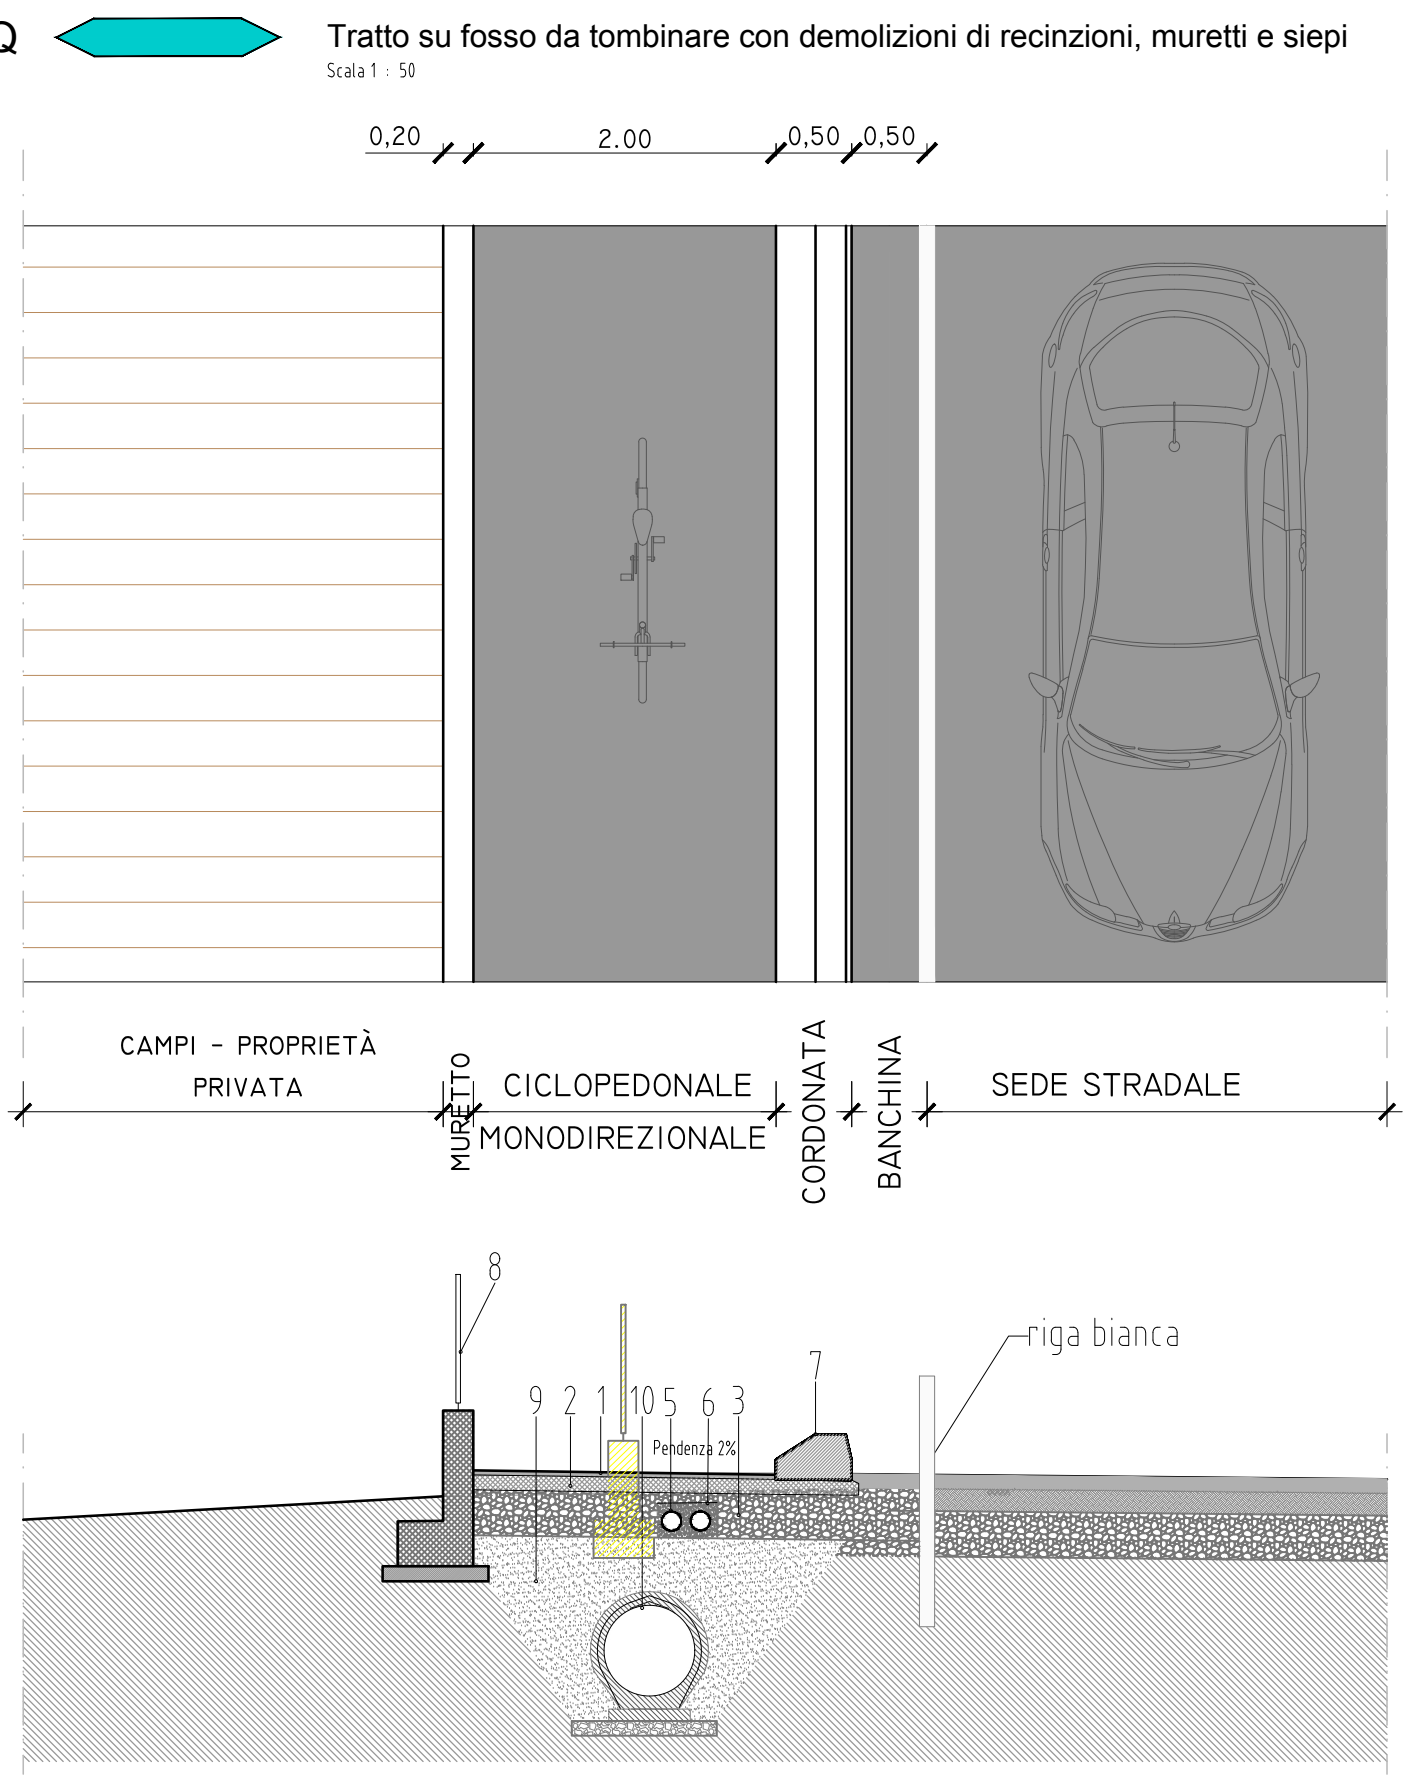 Q
Tratto su fosso da tombinare con demolizioni di recinzioni, muretti e siepi
Scala 1 : 50
0,20
2.00
0,50
0,50
CAMPI - PROPRIETÀ
PRIVATA
MURETTO
CICLOPEDONALE
MONODIREZIONALE
CORDONATA
BANCHINA
SEDE STRADALE
8
riga bianca
7
9
2
1
10
5
6
3
Pendenza 2%